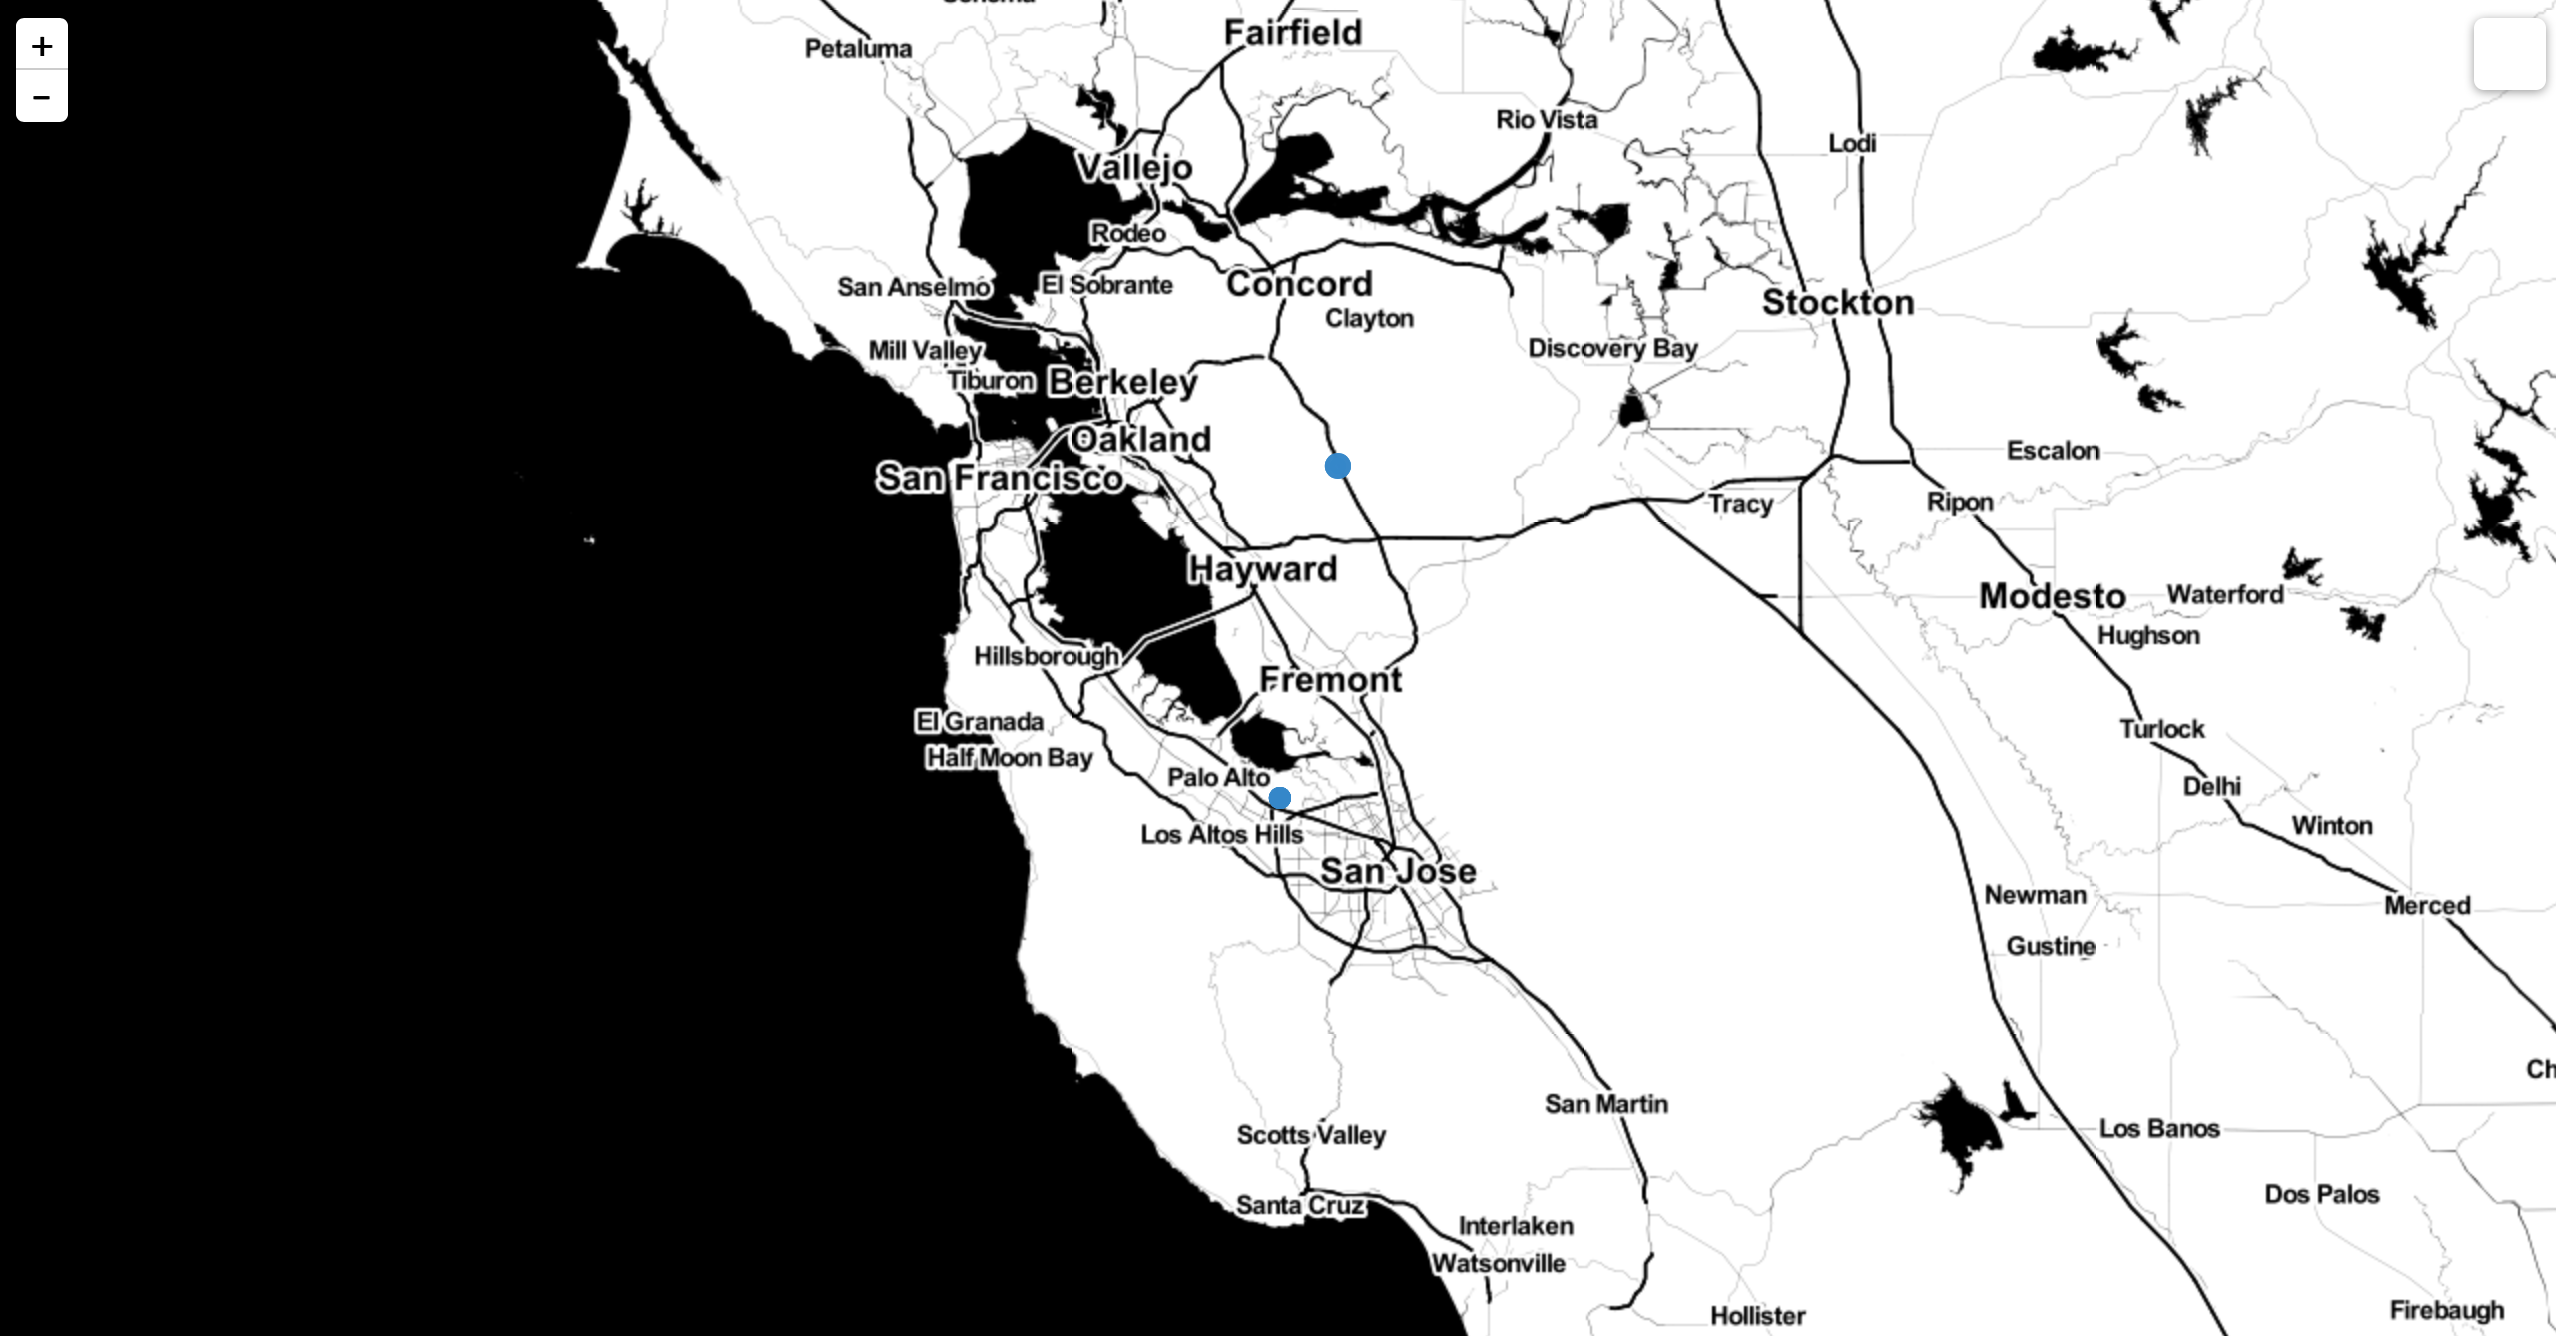 Sonoma
Fairfield
+
Petaluma
−
Rio Vista
Lodi
Vallejo
Rodeo
San Anselmo
El Sobrante
Concord
Stockton
Clayton
Mill Valley
Discovery Bay
Tiburon
Berkeley
Oakland
Escalon
San Francisco
Tracy
Ripon
Hayward
Modesto
Waterford
Hughson
Hillsborough
Fremont
El Granada
Turlock
Half Moon Bay
Palo Alto
Delhi
Winton
Los Altos Hills
San Jose
Newman
Merced
Gustine
Ch
San Martin
Los Banos
Scotts Valley
Dos Palos
Santa Cruz
Interlaken
Watsonville
Firebaugh
Hollister